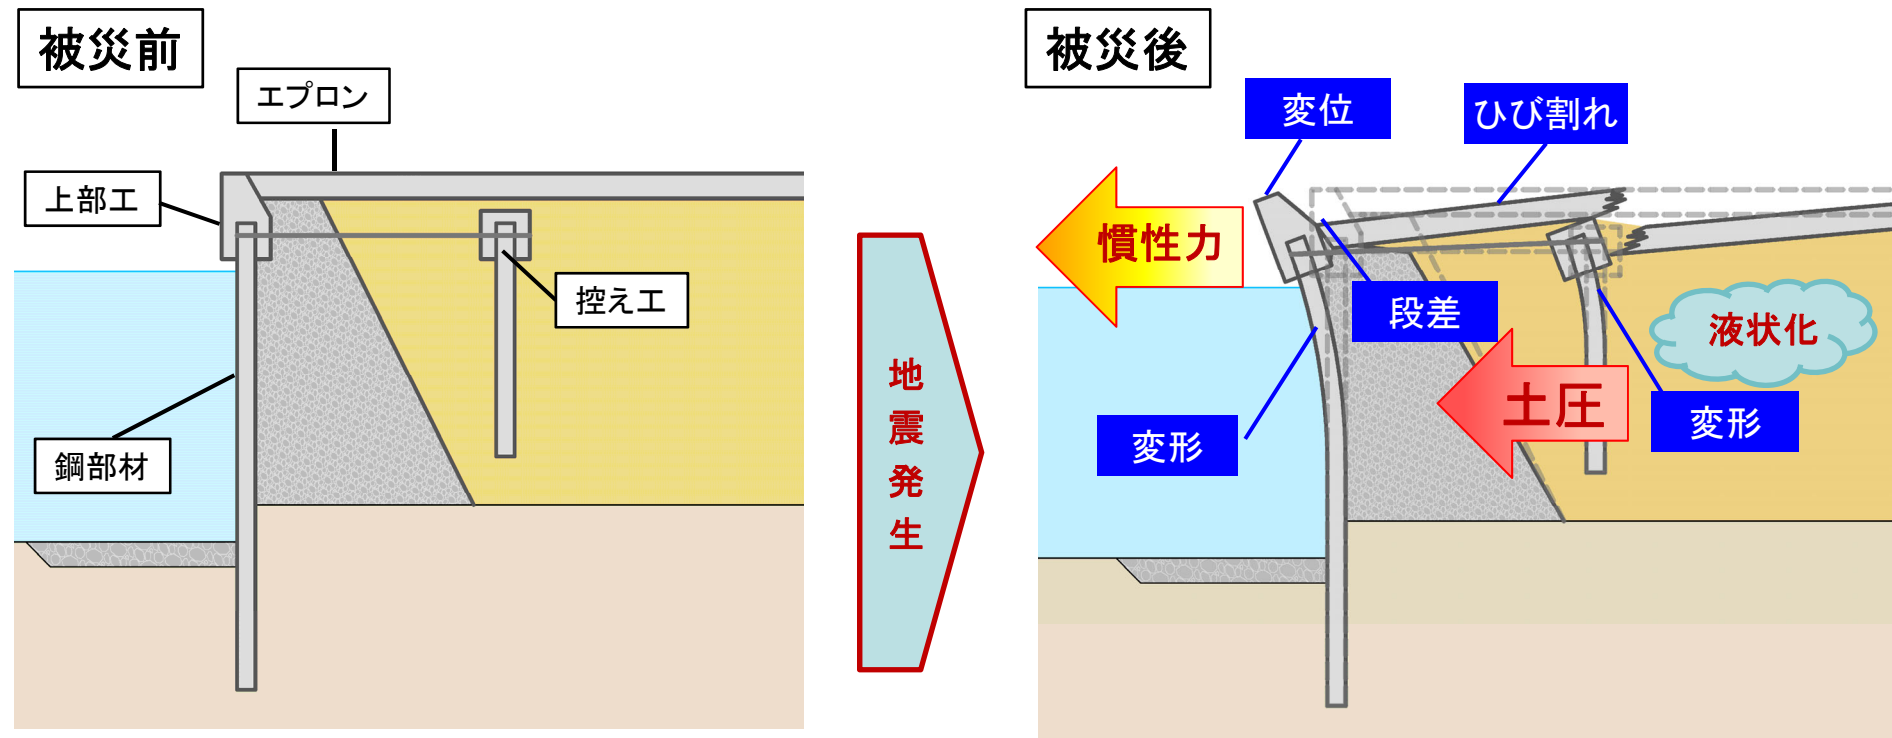 被災前
エプロン
上部工
控え工
鋼部材
地震発生
被災後
変位
ひび割れ
慣性力
段差
液状化
土圧
変形
変形